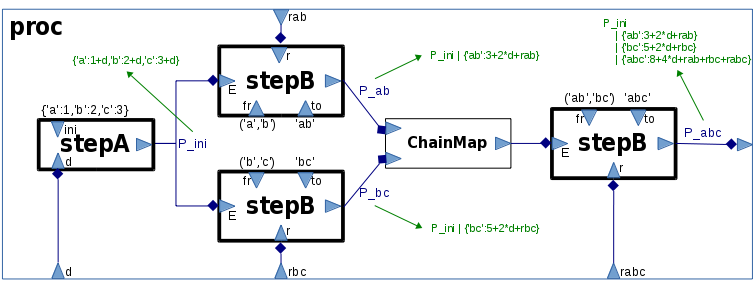 proc
rab
P_ini
| {'ab':3+2*d+rab}
| {'bc':5+2*d+rbc}
| {'abc':8+4*d+rab+rbc+rabc}
{'a':1+d,'b':2+d,'c':3+d}
P_ini | {'ab':3+2*d+rab}
r
stepB
E
fr
to
('a','b')
'ab'
P_ab
{'a':1,'b':2,'c':3}
ini
stepA
d
P_ini
ChainMap
('ab','bc')
'abc'
fr
to
stepB
E
r
P_abc
('b','c')
'bc'
fr
to
stepB
E
r
P_bc
P_ini | {'bc':5+2*d+rbc}
d
rbc
rabc